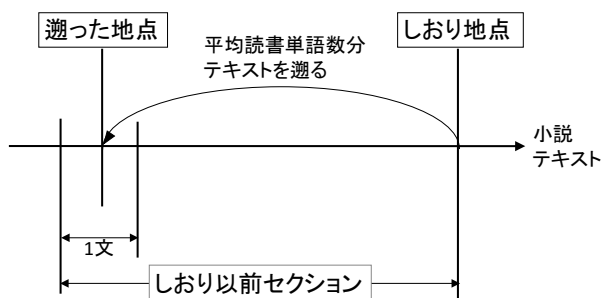 遡った地点
平均読書単語数分
テキストを遡る
しおり地点
小説
テキスト
1文
しおり以前セクション